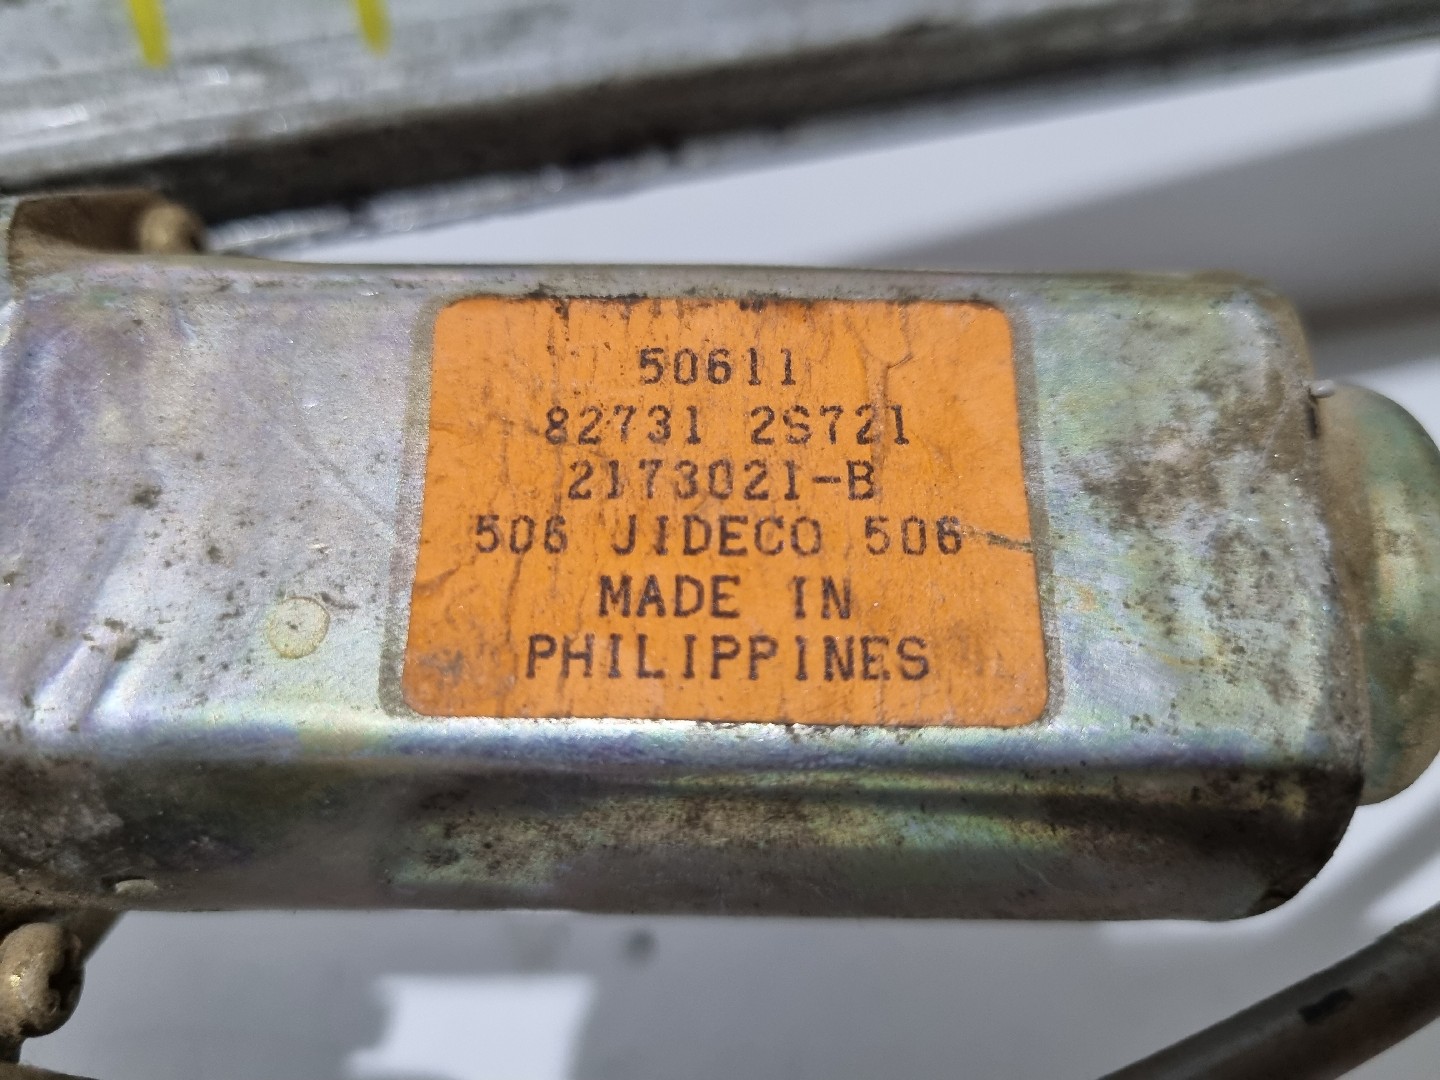 50611
82731 2S721
2173021-B
506 JIDECO 506
MADE IN
PHILIPPINES